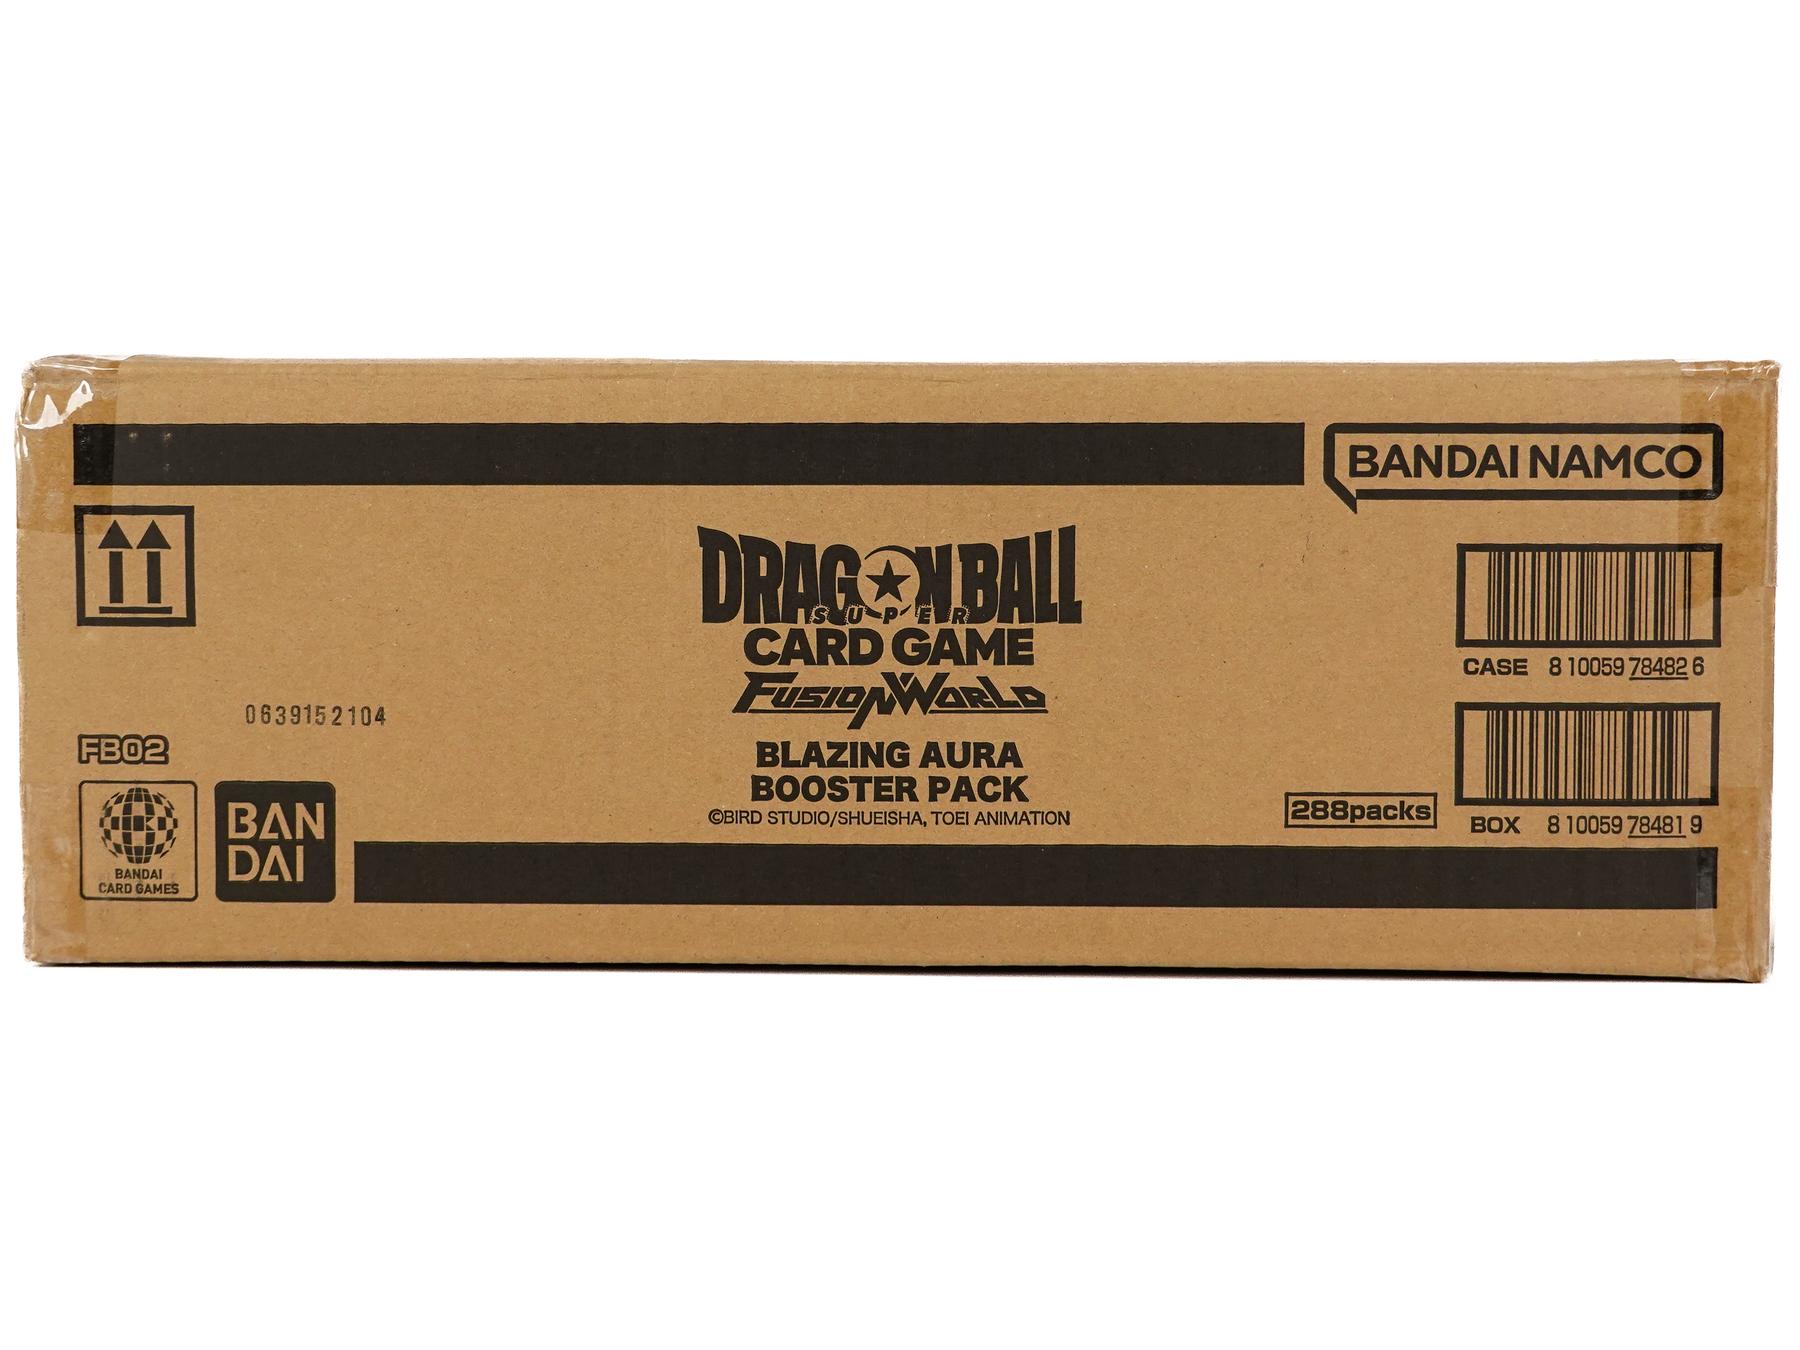 BANDAI NAMCO
DRAGON BALL
SUPER
CARD GAME
FUSION WORLD
BLAZING AURA
BOOSTER PACK
©BIRD STUDIO/SHUEISHA, TOEI ANIMATION
0639152104
FB02
BANDAI
CARD GAMES
BAN
DAI
CASE 8 10059 78482 6
288packs
BOX 8 10059 78481 9